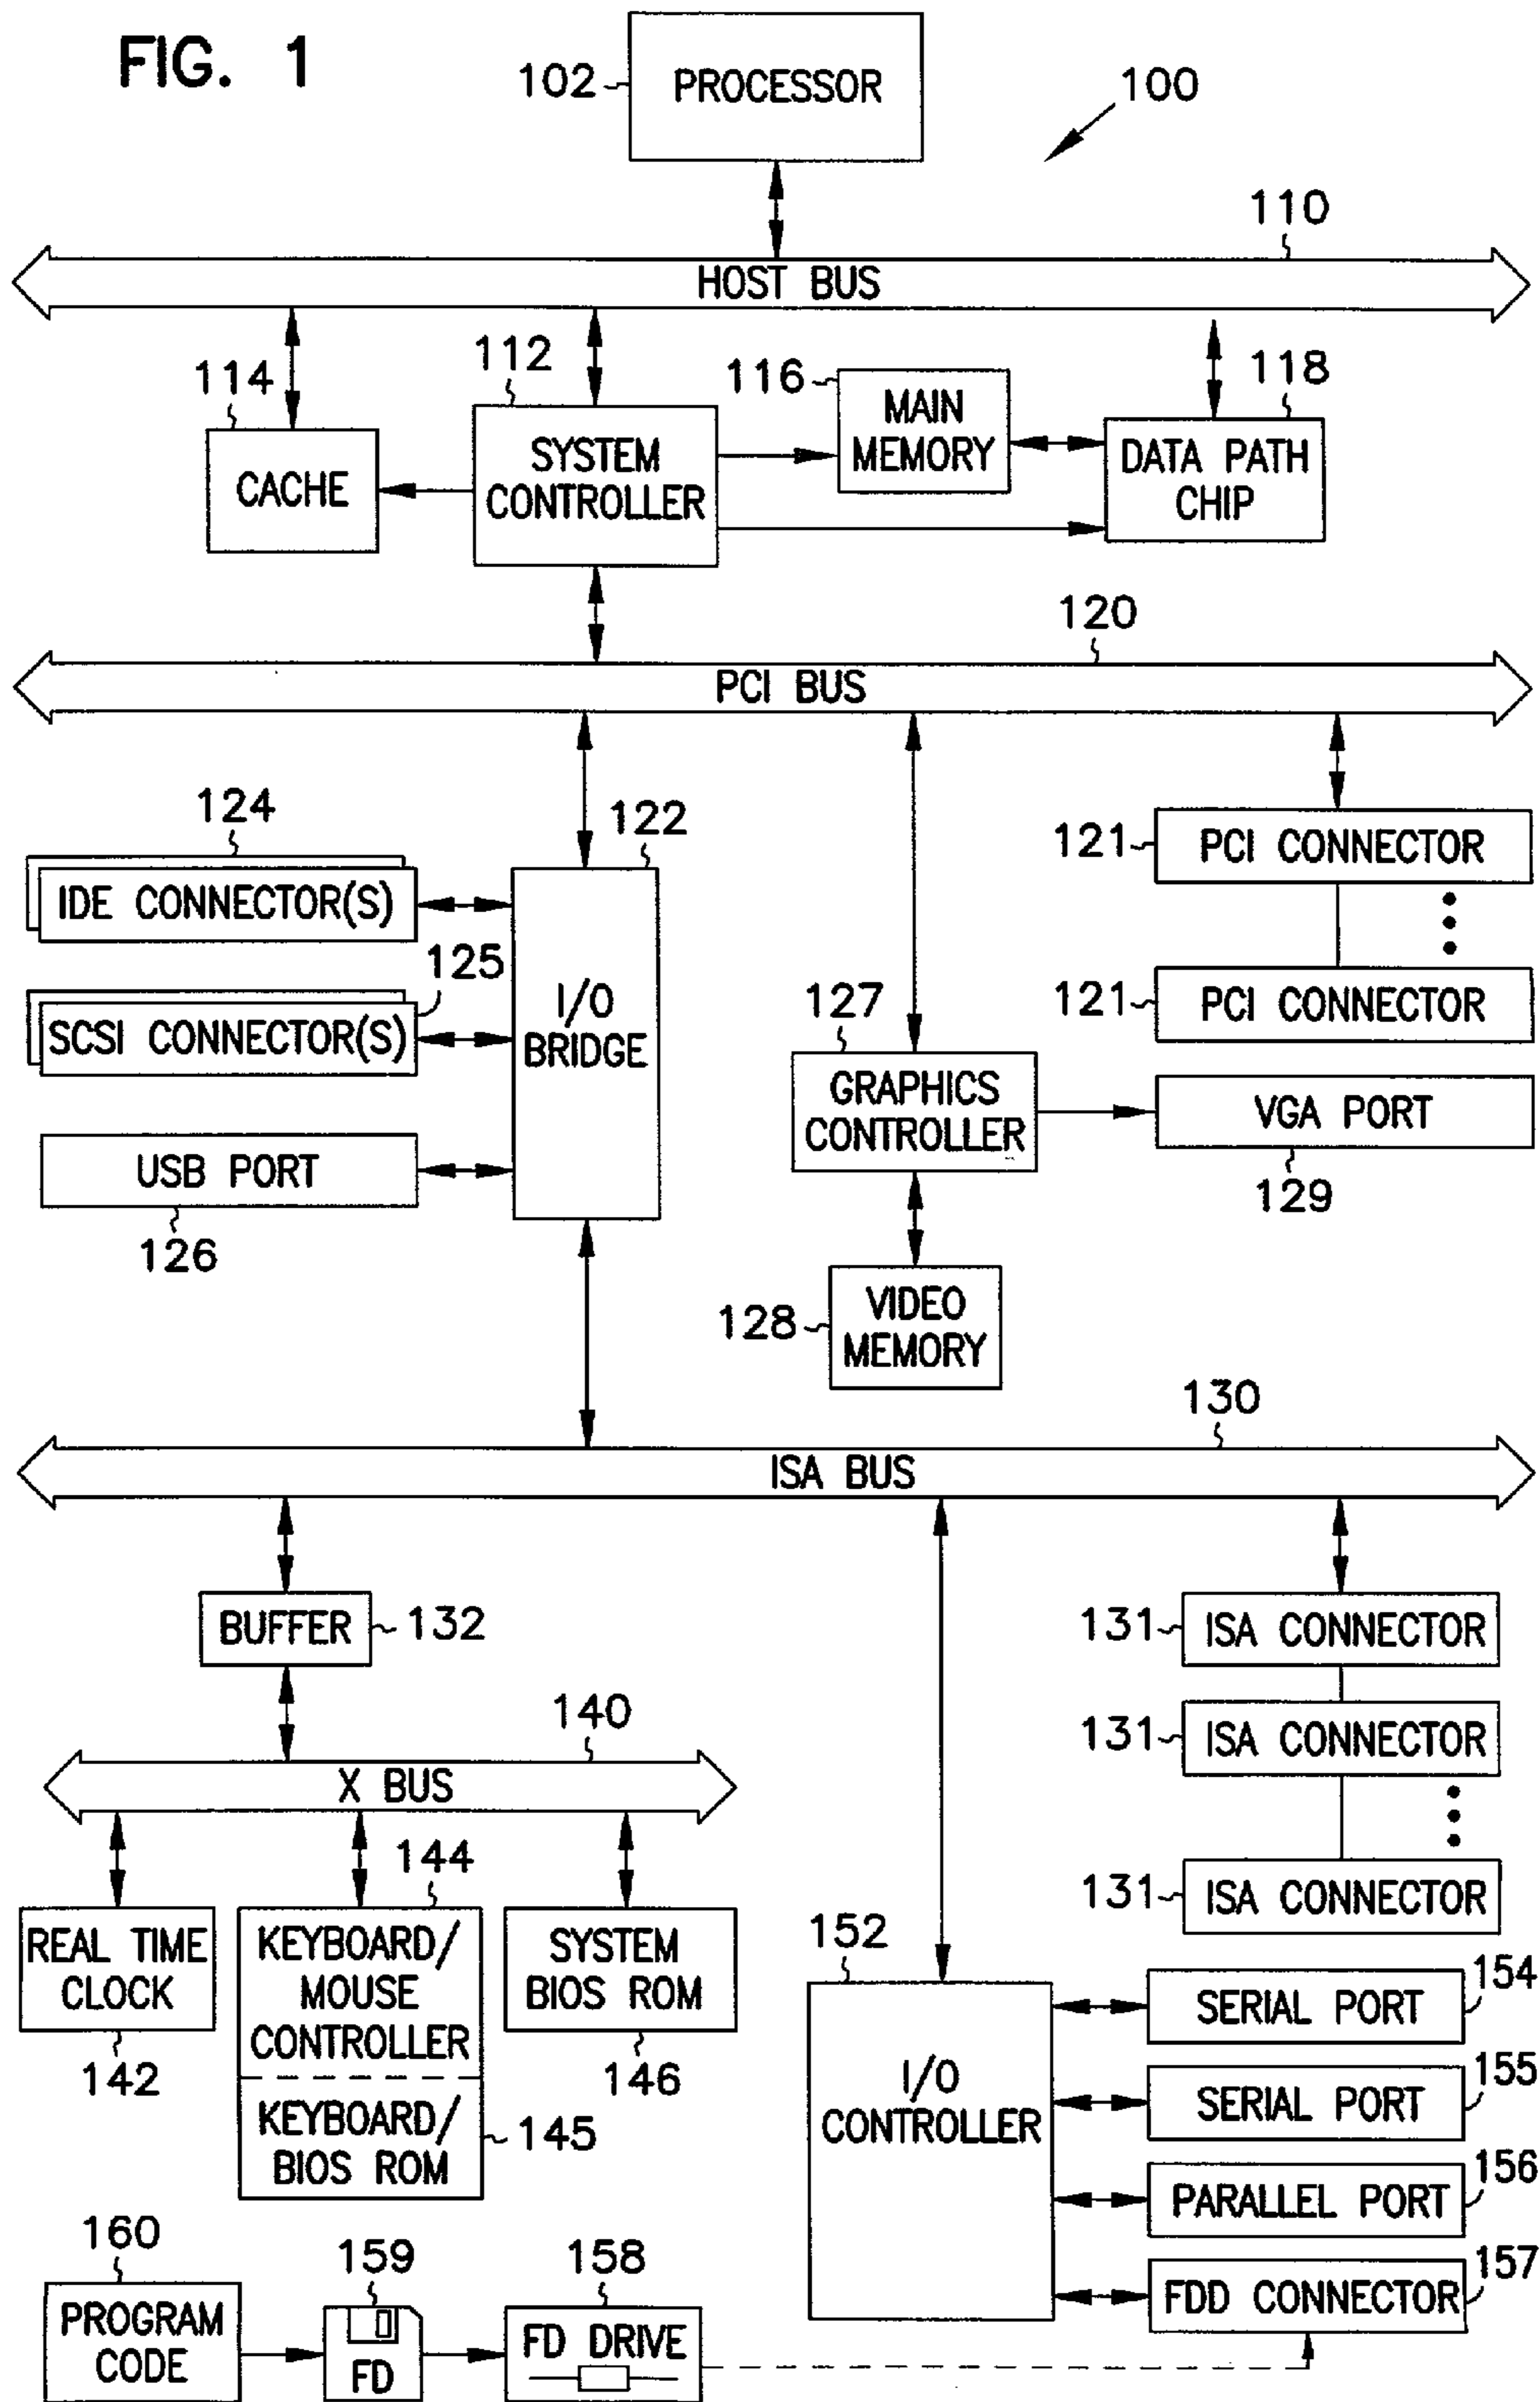 FIG. 1
102
PROCESSOR
100
110
HOST BUS
114
112
116
118
CACHE
SYSTEM
CONTROLLER
MAIN
MEMORY
DATA PATH
CHIP
120
PCI BUS
124
122
IDE CONNECTOR(S)
121
PCI CONNECTOR
125
SCSI CONNECTOR(S)
I/O
BRIDGE
127
121
PCI CONNECTOR
GRAPHICS
CONTROLLER
VGA PORT
USB PORT
129
126
128
VIDEO
MEMORY
130
ISA BUS
BUFFER
132
131
ISA CONNECTOR
140
131
ISA CONNECTOR
X BUS
144
131
ISA CONNECTOR
REAL TIME
CLOCK
KEYBOARD/
MOUSE
CONTROLLER
SYSTEM
BIOS ROM
152
154
SERIAL PORT
142
146
155
SERIAL PORT
I/O
CONTROLLER
KEYBOARD/
BIOS ROM
145
156
PARALLEL PORT
160
159
158
157
FDD CONNECTOR
PROGRAM
CODE
FD
FD DRIVE